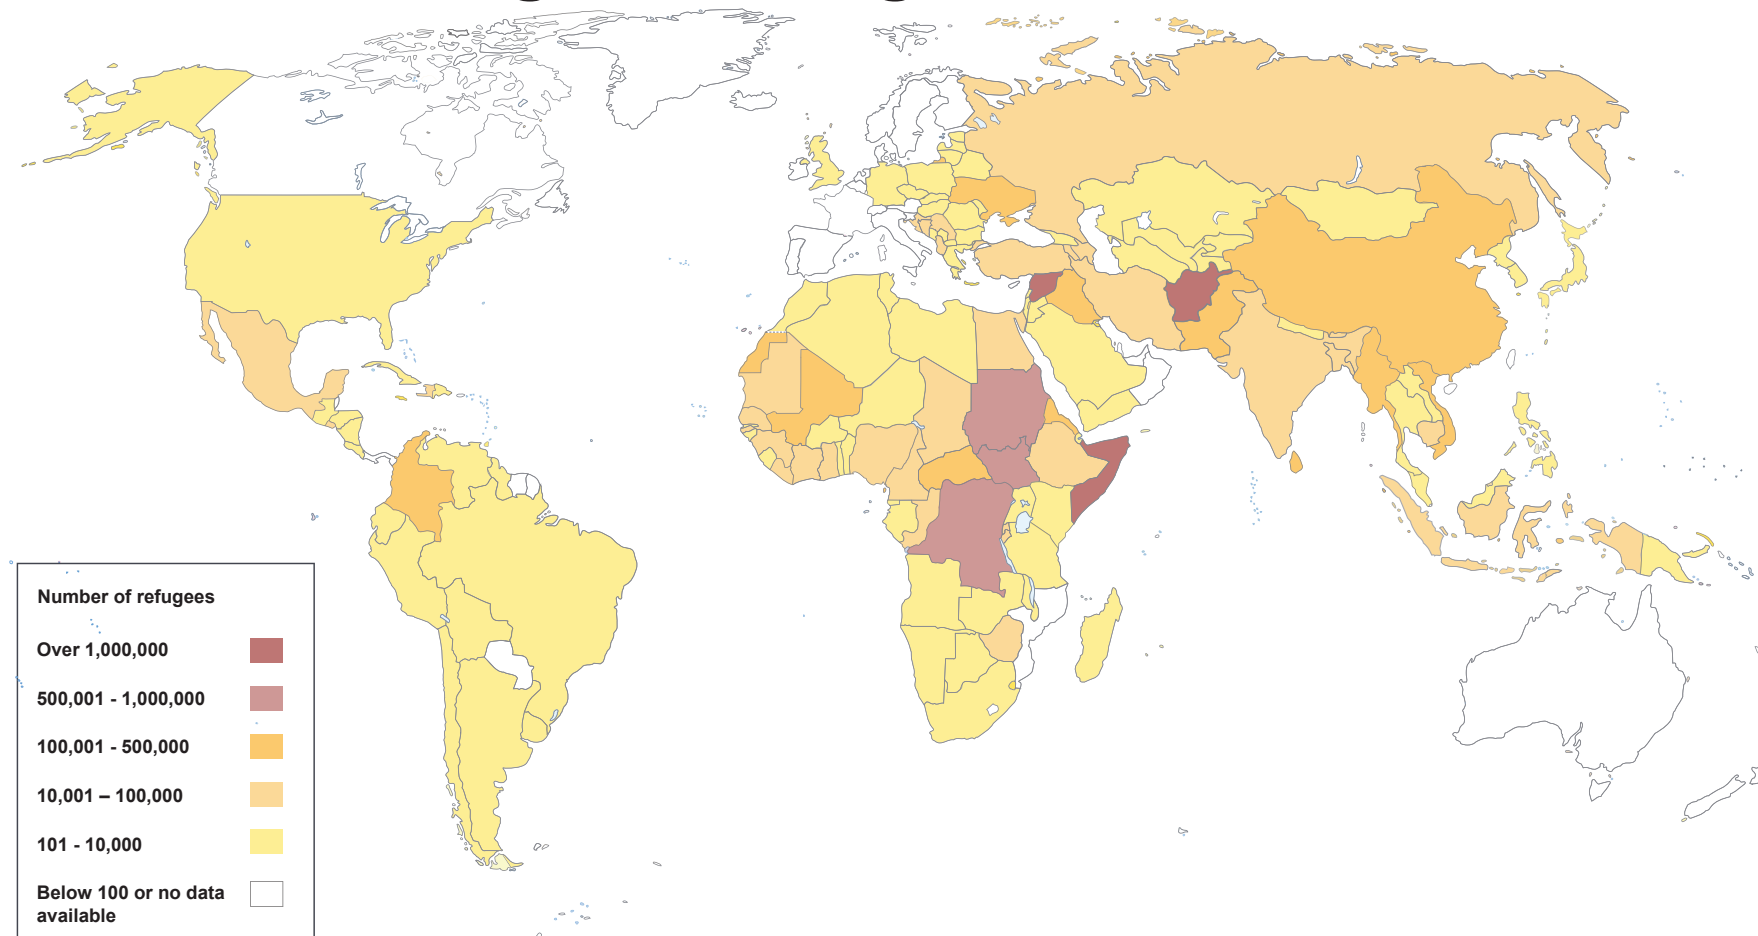 Number of refugees
Over 1,000,000
500,001 - 1,000,000
100,001 - 500,000
10,001 – 100,000
101 - 10,000
Below 100 or no data
available